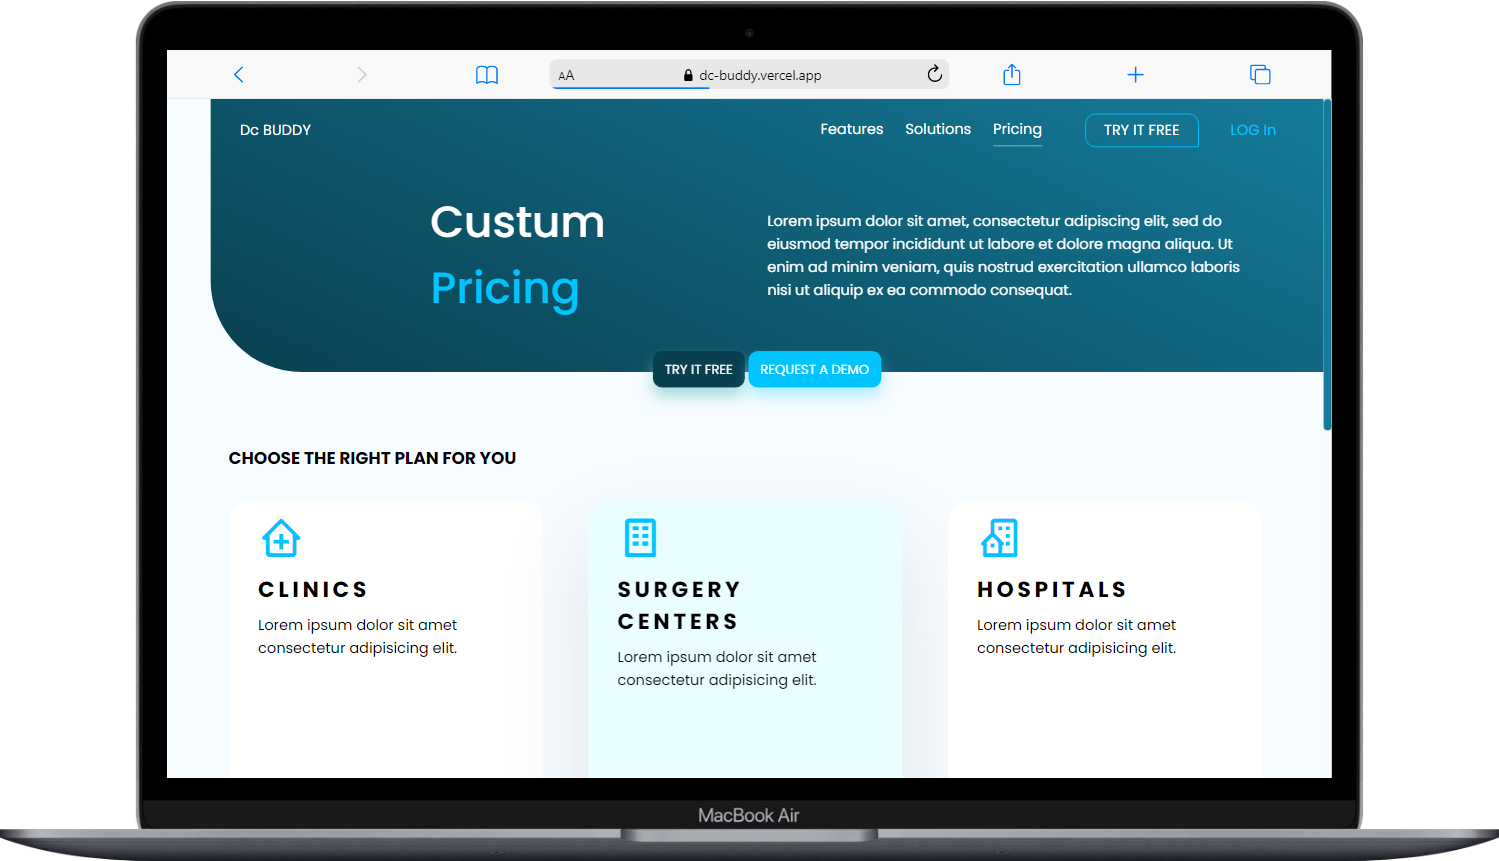 AA dc-buddy.vercel.app
Dc BUDDY
Features Solutions Pricing TRY IT FREE LOG In
Custum
Pricing
Lorem ipsum dolor sit amet, consectetur adipiscing elit, sed do
eiusmod tempor incididunt ut labore et dolore magna aliqua. Ut
enim ad minim veniam, quis nostrud exercitation ullamco laboris
nisi ut aliquip ex ea commodo consequat.
TRY IT FREE REQUEST A DEMO
CHOOSE THE RIGHT PLAN FOR YOU
CLINICS
Lorem ipsum dolor sit amet
consectetur adipisicing elit.
SURGERY
CENTERS
Lorem ipsum dolor sit amet
consectetur adipisicing elit.
HOSPITALS
Lorem ipsum dolor sit amet
consectetur adipisicing elit.
MacBook Air